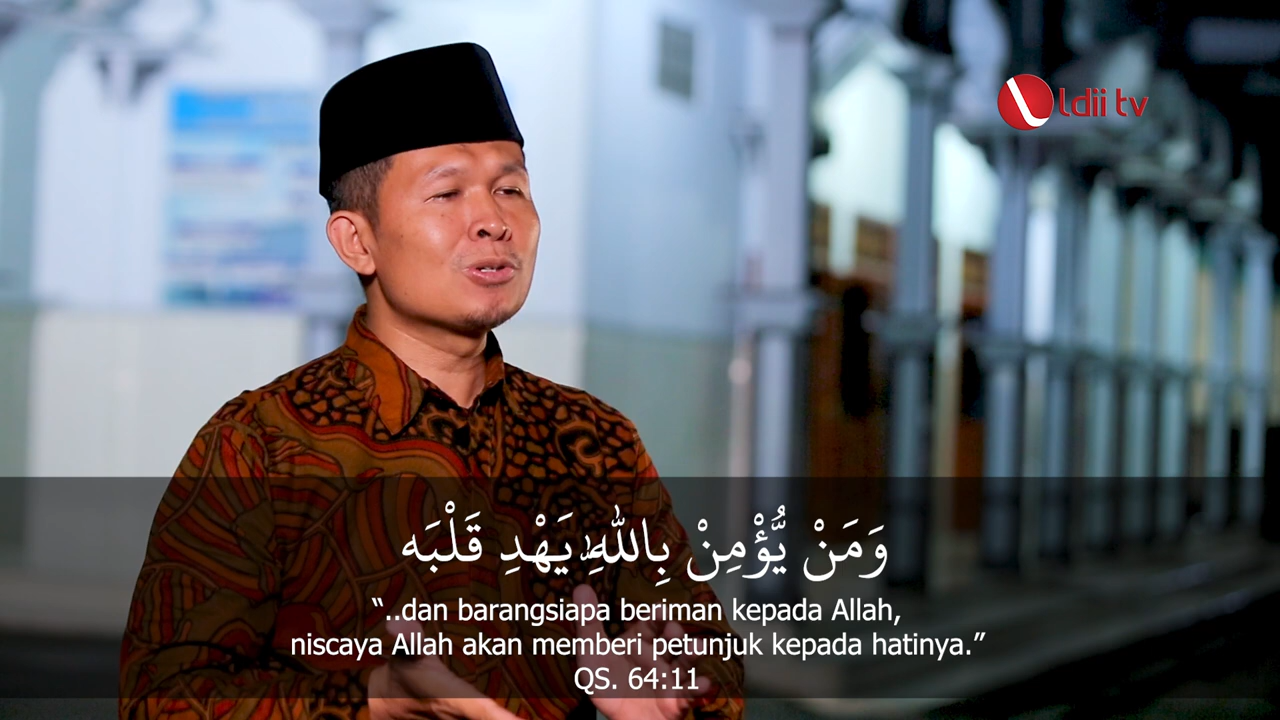 ldii tv
وَمَنْ يُّؤْمِنْ بِاللّٰهِ يَهْدِ قَلْبَه
“..dan barangsiapa beriman kepada Allah,
niscaya Allah akan memberi petunjuk kepada hatinya.”
QS. 64:11